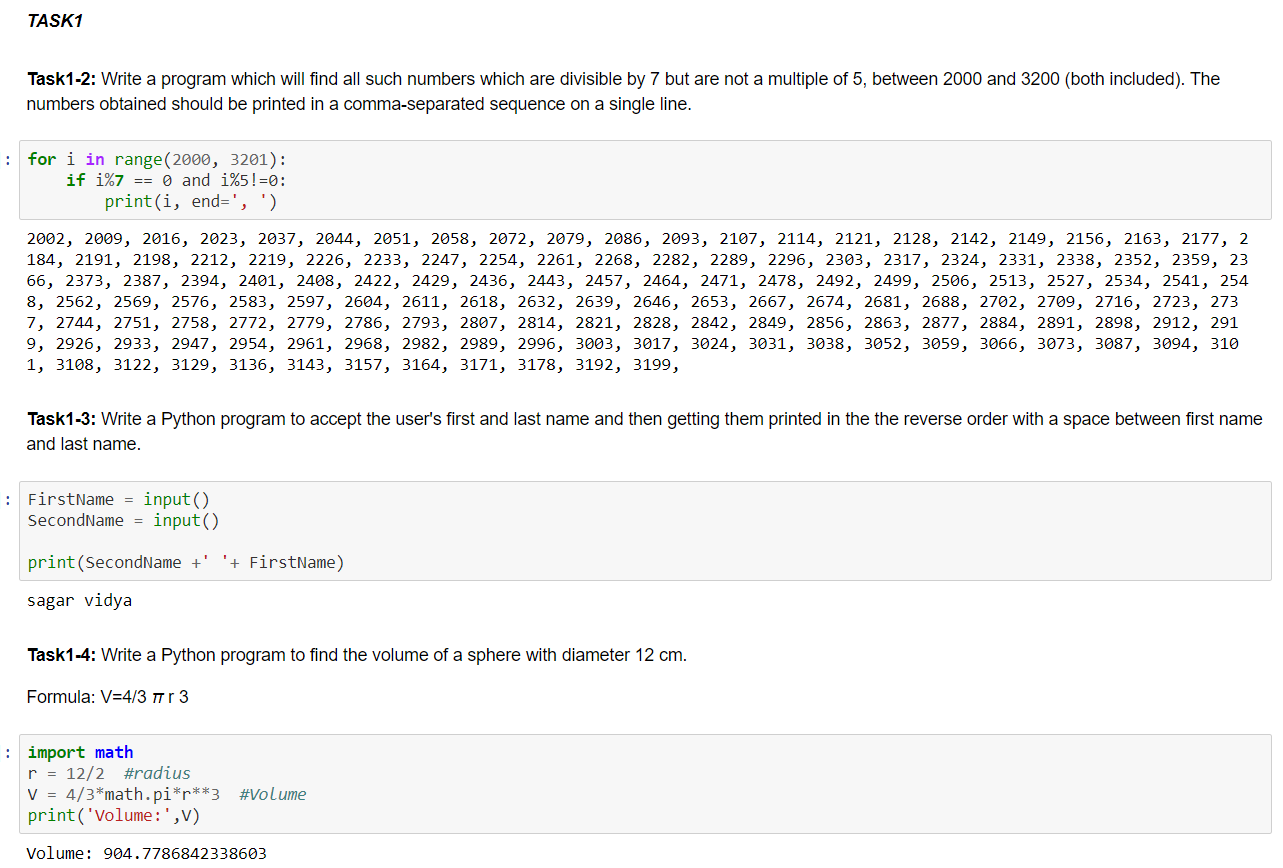 TASK1
Task1-2: Write a program which will find all such numbers which are divisible by 7 but are not a multiple of 5, between 2000 and 3200 (both included). The
numbers obtained should be printed in a comma-separated sequence on a single line.
: for i in range(2000, 3201):
    if i%7 == 0 and i%5!=0:
        print(i, end=', ')
2002, 2009, 2016, 2023, 2037, 2044, 2051, 2058, 2072, 2079, 2086, 2093, 2107, 2114, 2121, 2128, 2142, 2149, 2156, 2163, 2177, 2
184, 2191, 2198, 2212, 2219, 2226, 2233, 2247, 2254, 2261, 2268, 2282, 2289, 2296, 2303, 2317, 2324, 2331, 2338, 2352, 2359, 23
66, 2373, 2387, 2394, 2401, 2408, 2422, 2429, 2436, 2443, 2457, 2464, 2471, 2478, 2492, 2499, 2506, 2513, 2527, 2534, 2541, 254
8, 2562, 2569, 2576, 2583, 2597, 2604, 2611, 2618, 2632, 2639, 2646, 2653, 2667, 2674, 2681, 2688, 2702, 2709, 2716, 2723, 273
7, 2744, 2751, 2758, 2772, 2779, 2786, 2793, 2807, 2814, 2821, 2828, 2842, 2849, 2856, 2863, 2877, 2884, 2891, 2898, 2912, 291
9, 2926, 2933, 2947, 2954, 2961, 2968, 2982, 2989, 2996, 3003, 3017, 3024, 3031, 3038, 3052, 3059, 3066, 3073, 3087, 3094, 310
1, 3108, 3122, 3129, 3136, 3143, 3157, 3164, 3171, 3178, 3192, 3199,
Task1-3: Write a Python program to accept the user's first and last name and then getting them printed in the the reverse order with a space between first name
and last name.
: FirstName = input()
SecondName = input()
print(SecondName +' '+ FirstName)
sagar vidya
Task1-4: Write a Python program to find the volume of a sphere with diameter 12 cm.
Formula: V=4/3 π r 3
: import math
r = 12/2  #radius
V = 4/3*math.pi*r**3  #Volume
print('Volume:',V)
Volume: 904.7786842338603